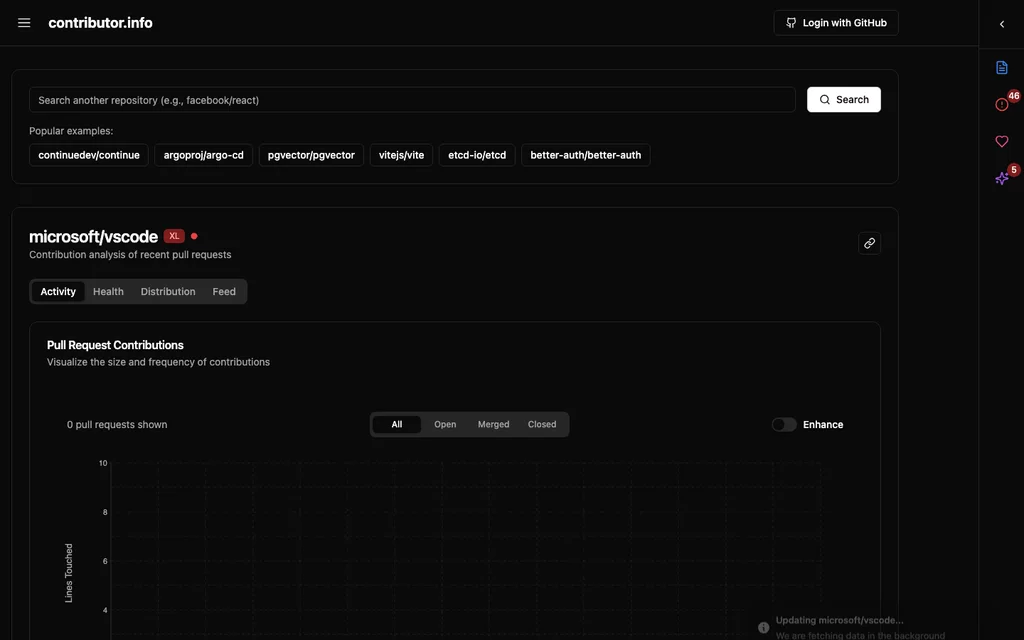 contributor.info
Login with GitHub
46
5
Search another repository (e.g., facebook/react)
Search
Popular examples:
continuedev/continue
argoproj/argo-cd
pgvector/pgvector
vitejs/vite
etcd-io/etcd
better-auth/better-auth
microsoft/vscode XL
Contribution analysis of recent pull requests
Activity Health Distribution Feed
Pull Request Contributions
Visualize the size and frequency of contributions
0 pull requests shown
All Open Merged Closed
Enhance
10
8
6
4
Lines Touched
Updating microsoft/vscode...
We are fetching data in the background